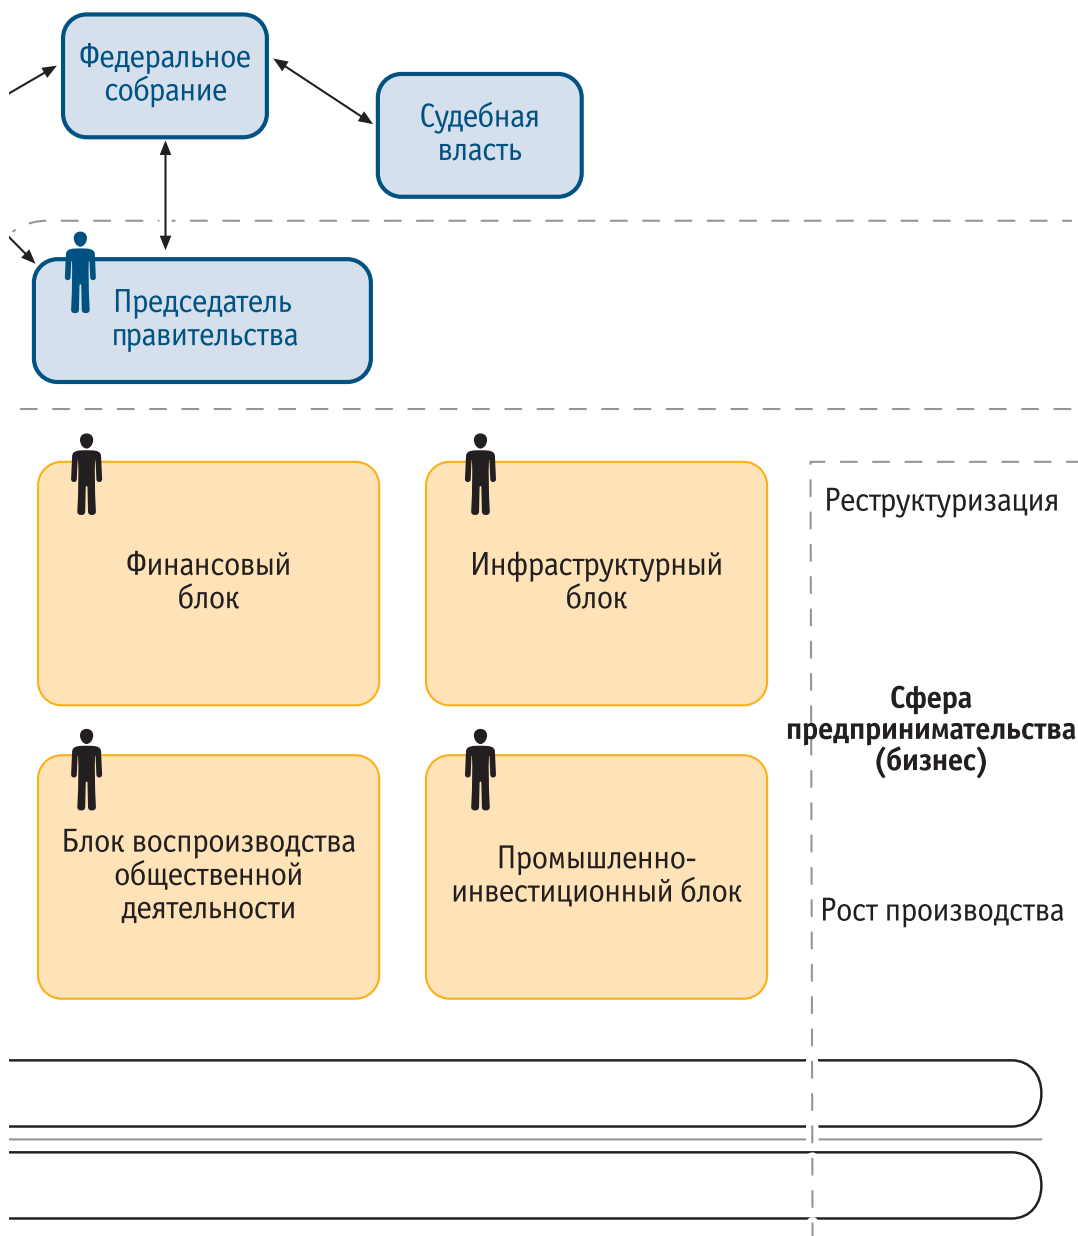 Федеральное
собрание
Судебная
власть
Председатель
правительства
Финансовый
блок
Инфраструктурный
блок
Реструктуризация
Сфера
предпринимательства
(бизнес)
Блок воспроизводства
общественной
деятельности
Промышленно-
инвестиционный блок
Рост производства